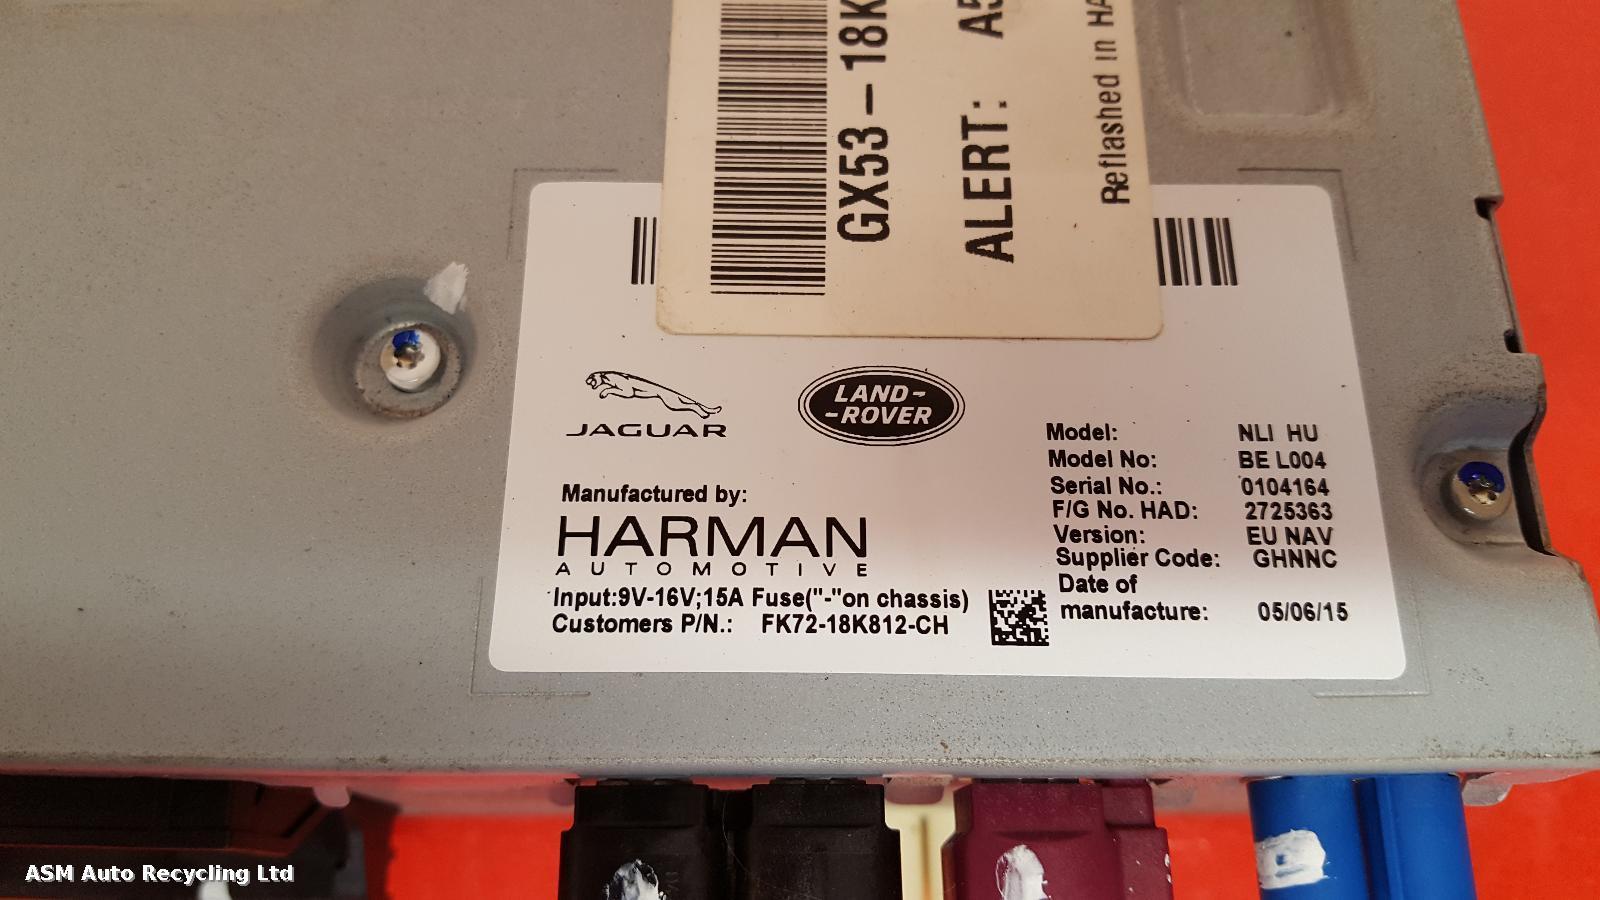 GX53-18K
ALERT: A5
Reflashed in HA
JAGUAR
LAND-
-ROVER
Manufactured by:
HARMAN
AUTOMOTIVE
Input:9V-16V;15A Fuse("-"on chassis)
Customers P/N.: FK72-18K812-CH
Model: NLI HU
Model No: BE L004
Serial No.: 0104164
F/G No. HAD: 2725363
Version: EU NAV
Supplier Code: GHNNC
Date of
manufacture: 05/06/15
ASM Auto Recycling Ltd